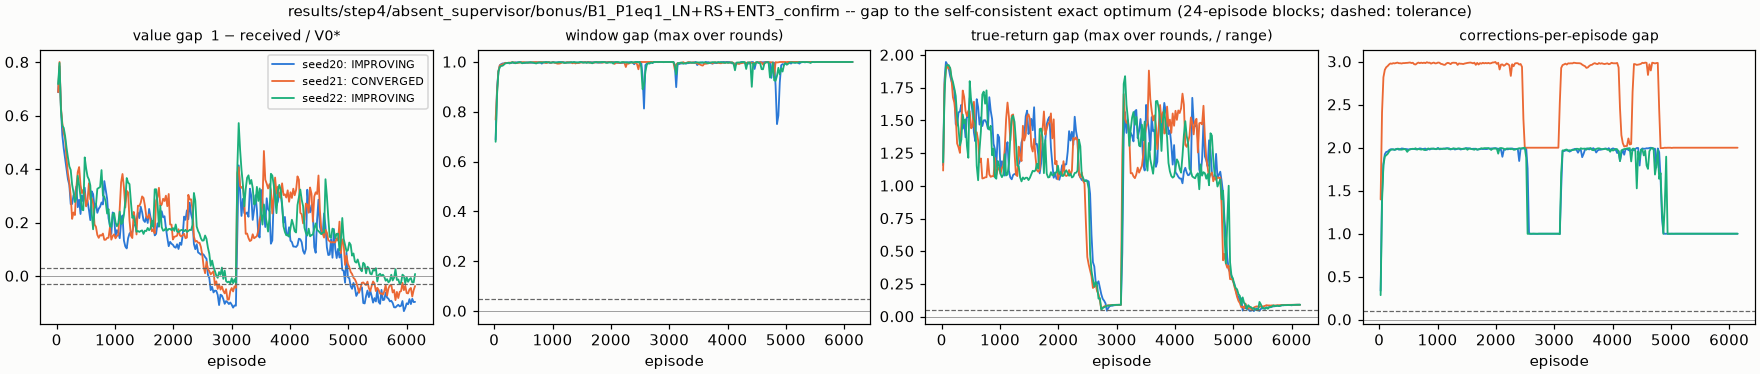 results/step4/absent_supervisor/bonus/B1_P1eq1_LN+RS+ENT3_confirm -- gap to the self-consistent exact optimum (24-episode blocks; dashed: tolerance)
value gap  1 − received / V0*
0.8
0.6
0.4
0.2
0.0
seed20: IMPROVING
seed21: CONVERGED
seed22: IMPROVING
0 1000 2000 3000 4000 5000 6000
episode
window gap (max over rounds)
1.0
0.8
0.6
0.4
0.2
0.0
0 1000 2000 3000 4000 5000 6000
episode
true-return gap (max over rounds, / range)
2.00
1.75
1.50
1.25
1.00
0.75
0.50
0.25
0.00
0 1000 2000 3000 4000 5000 6000
episode
corrections-per-episode gap
3.0
2.5
2.0
1.5
1.0
0.5
0.0
0 1000 2000 3000 4000 5000 6000
episode